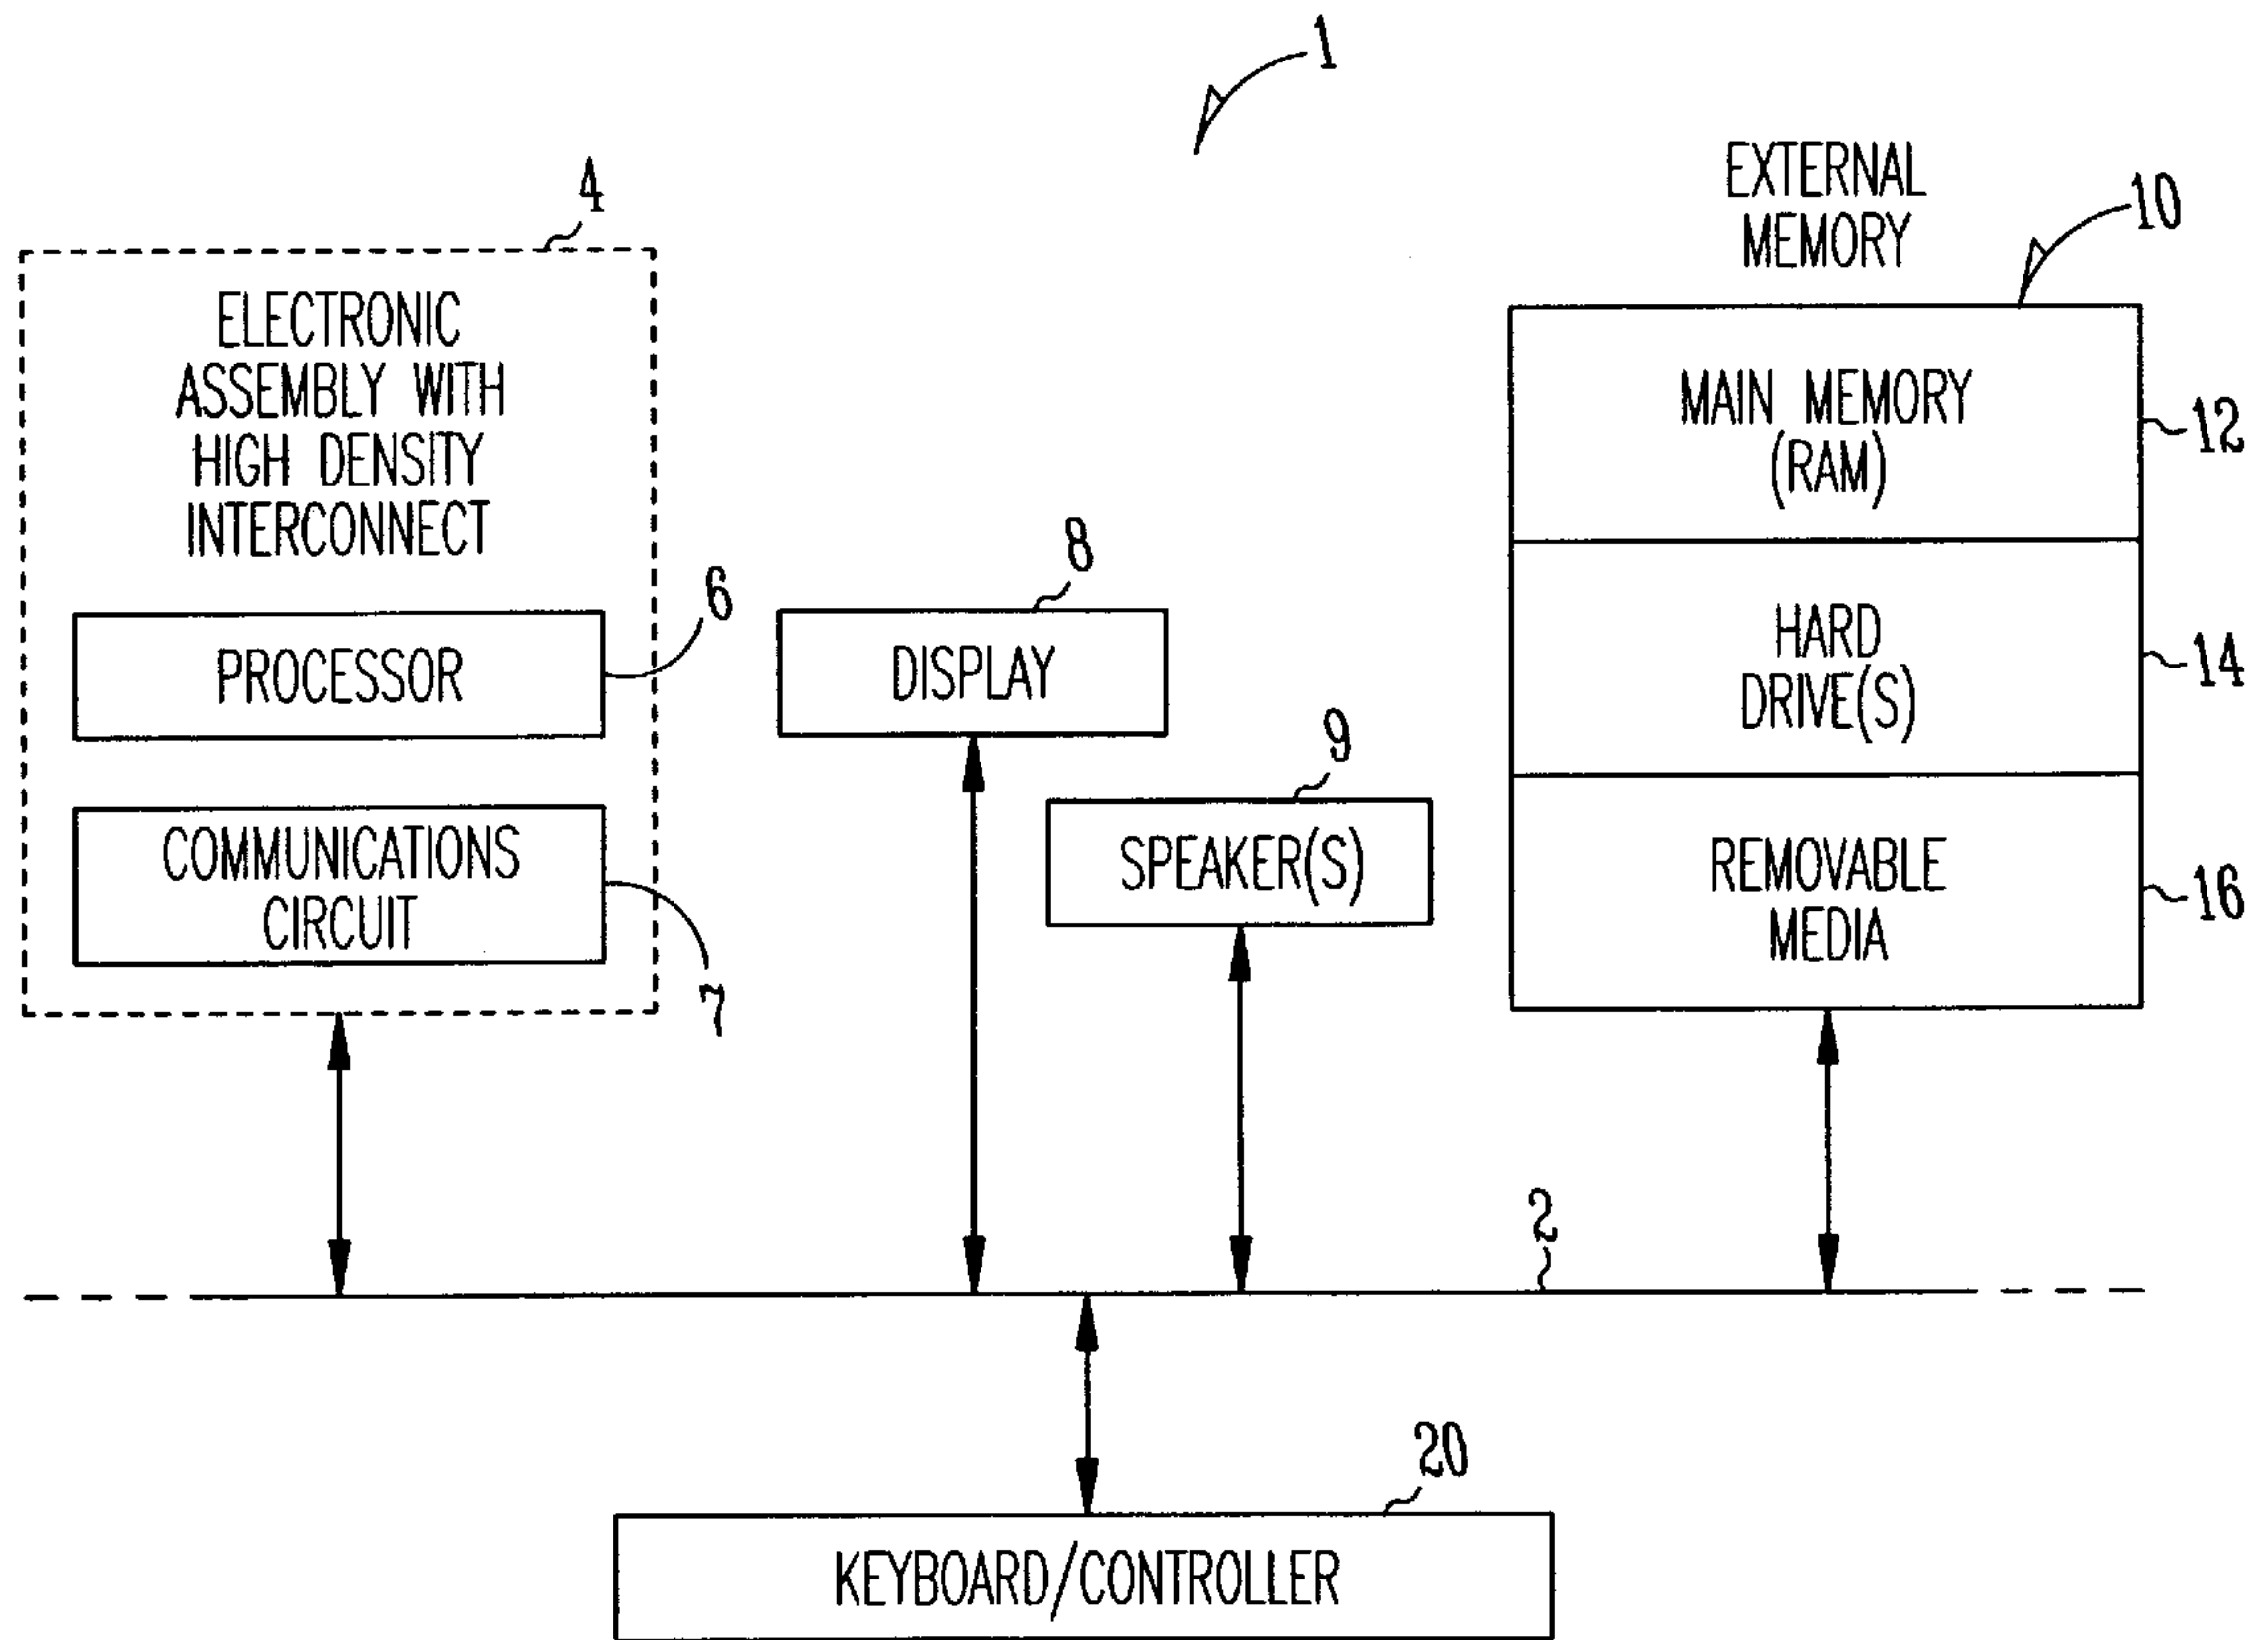 1
4
ELECTRONIC
ASSEMBLY WITH
HIGH DENSITY
INTERCONNECT
PROCESSOR
6
COMMUNICATIONS
CIRCUIT
7
DISPLAY
8
SPEAKER(S)
9
EXTERNAL
MEMORY
10
MAIN MEMORY
(RAM)
12
HARD
DRIVE(S)
14
REMOVABLE
MEDIA
16
2
20
KEYBOARD/CONTROLLER